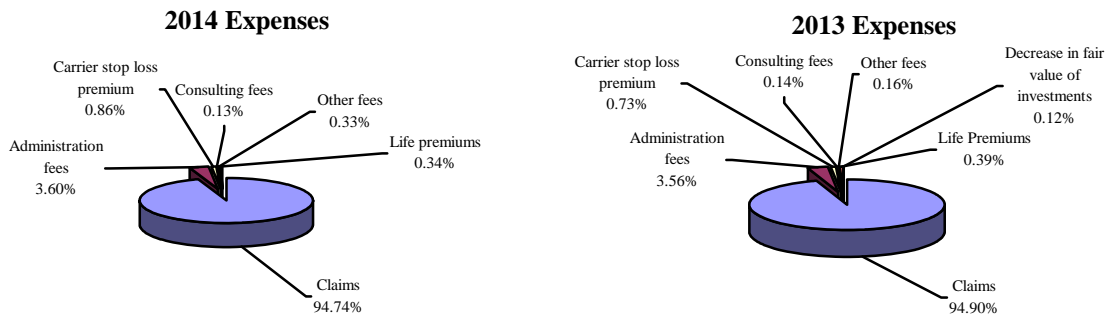 2014 Expenses
Carrier stop loss
premium
0.86%
Consulting fees
0.13%
Other fees
0.33%
Life premiums
0.34%
Administration
fees
3.60%
Claims
94.74%
2013 Expenses
Carrier stop loss
premium
0.73%
Consulting fees
0.14%
Other fees
0.16%
Decrease in fair
value of
investments
0.12%
Life Premiums
0.39%
Administration
fees
3.56%
Claims
94.90%